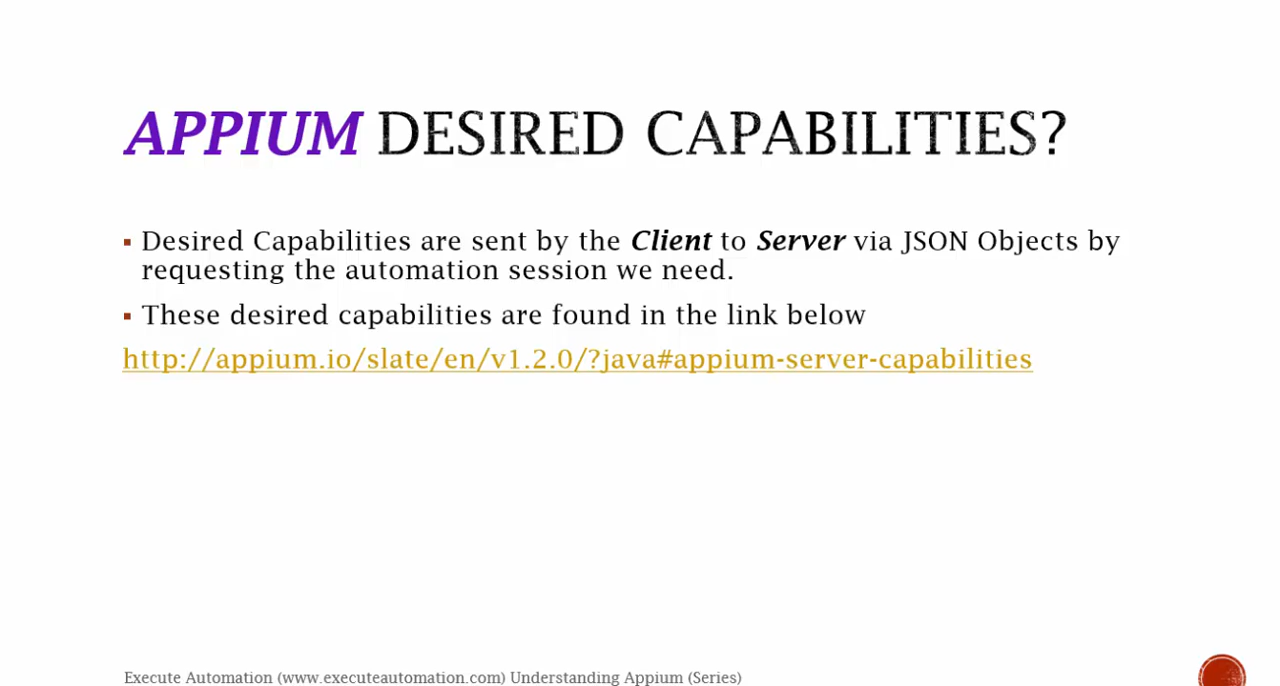 APPIUM DESIRED CAPABILITIES?
▪ Desired Capabilities are sent by the Client to Server via JSON Objects by
requesting the automation session we need.
▪ These desired capabilities are found in the link below
http://appium.io/slate/en/v1.2.0/?java#appium-server-capabilities
Execute Automation (www.executeautomation.com) Understanding Appium (Series)